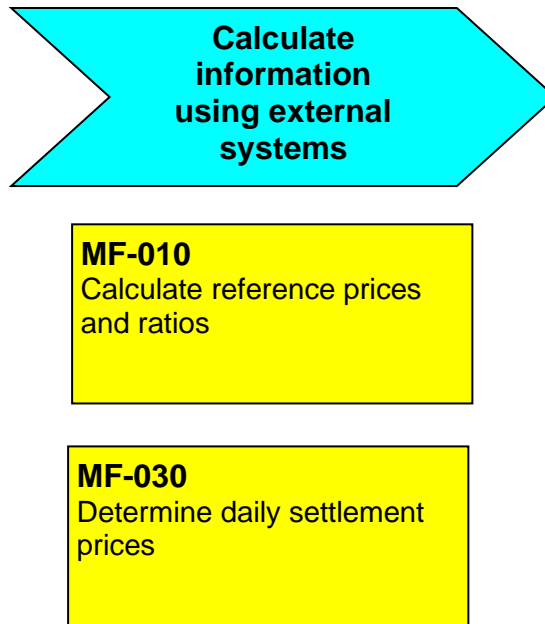 Calculate
information
using external
systems
MF-010
Calculate reference prices
and ratios
MF-030
Determine daily settlement
prices